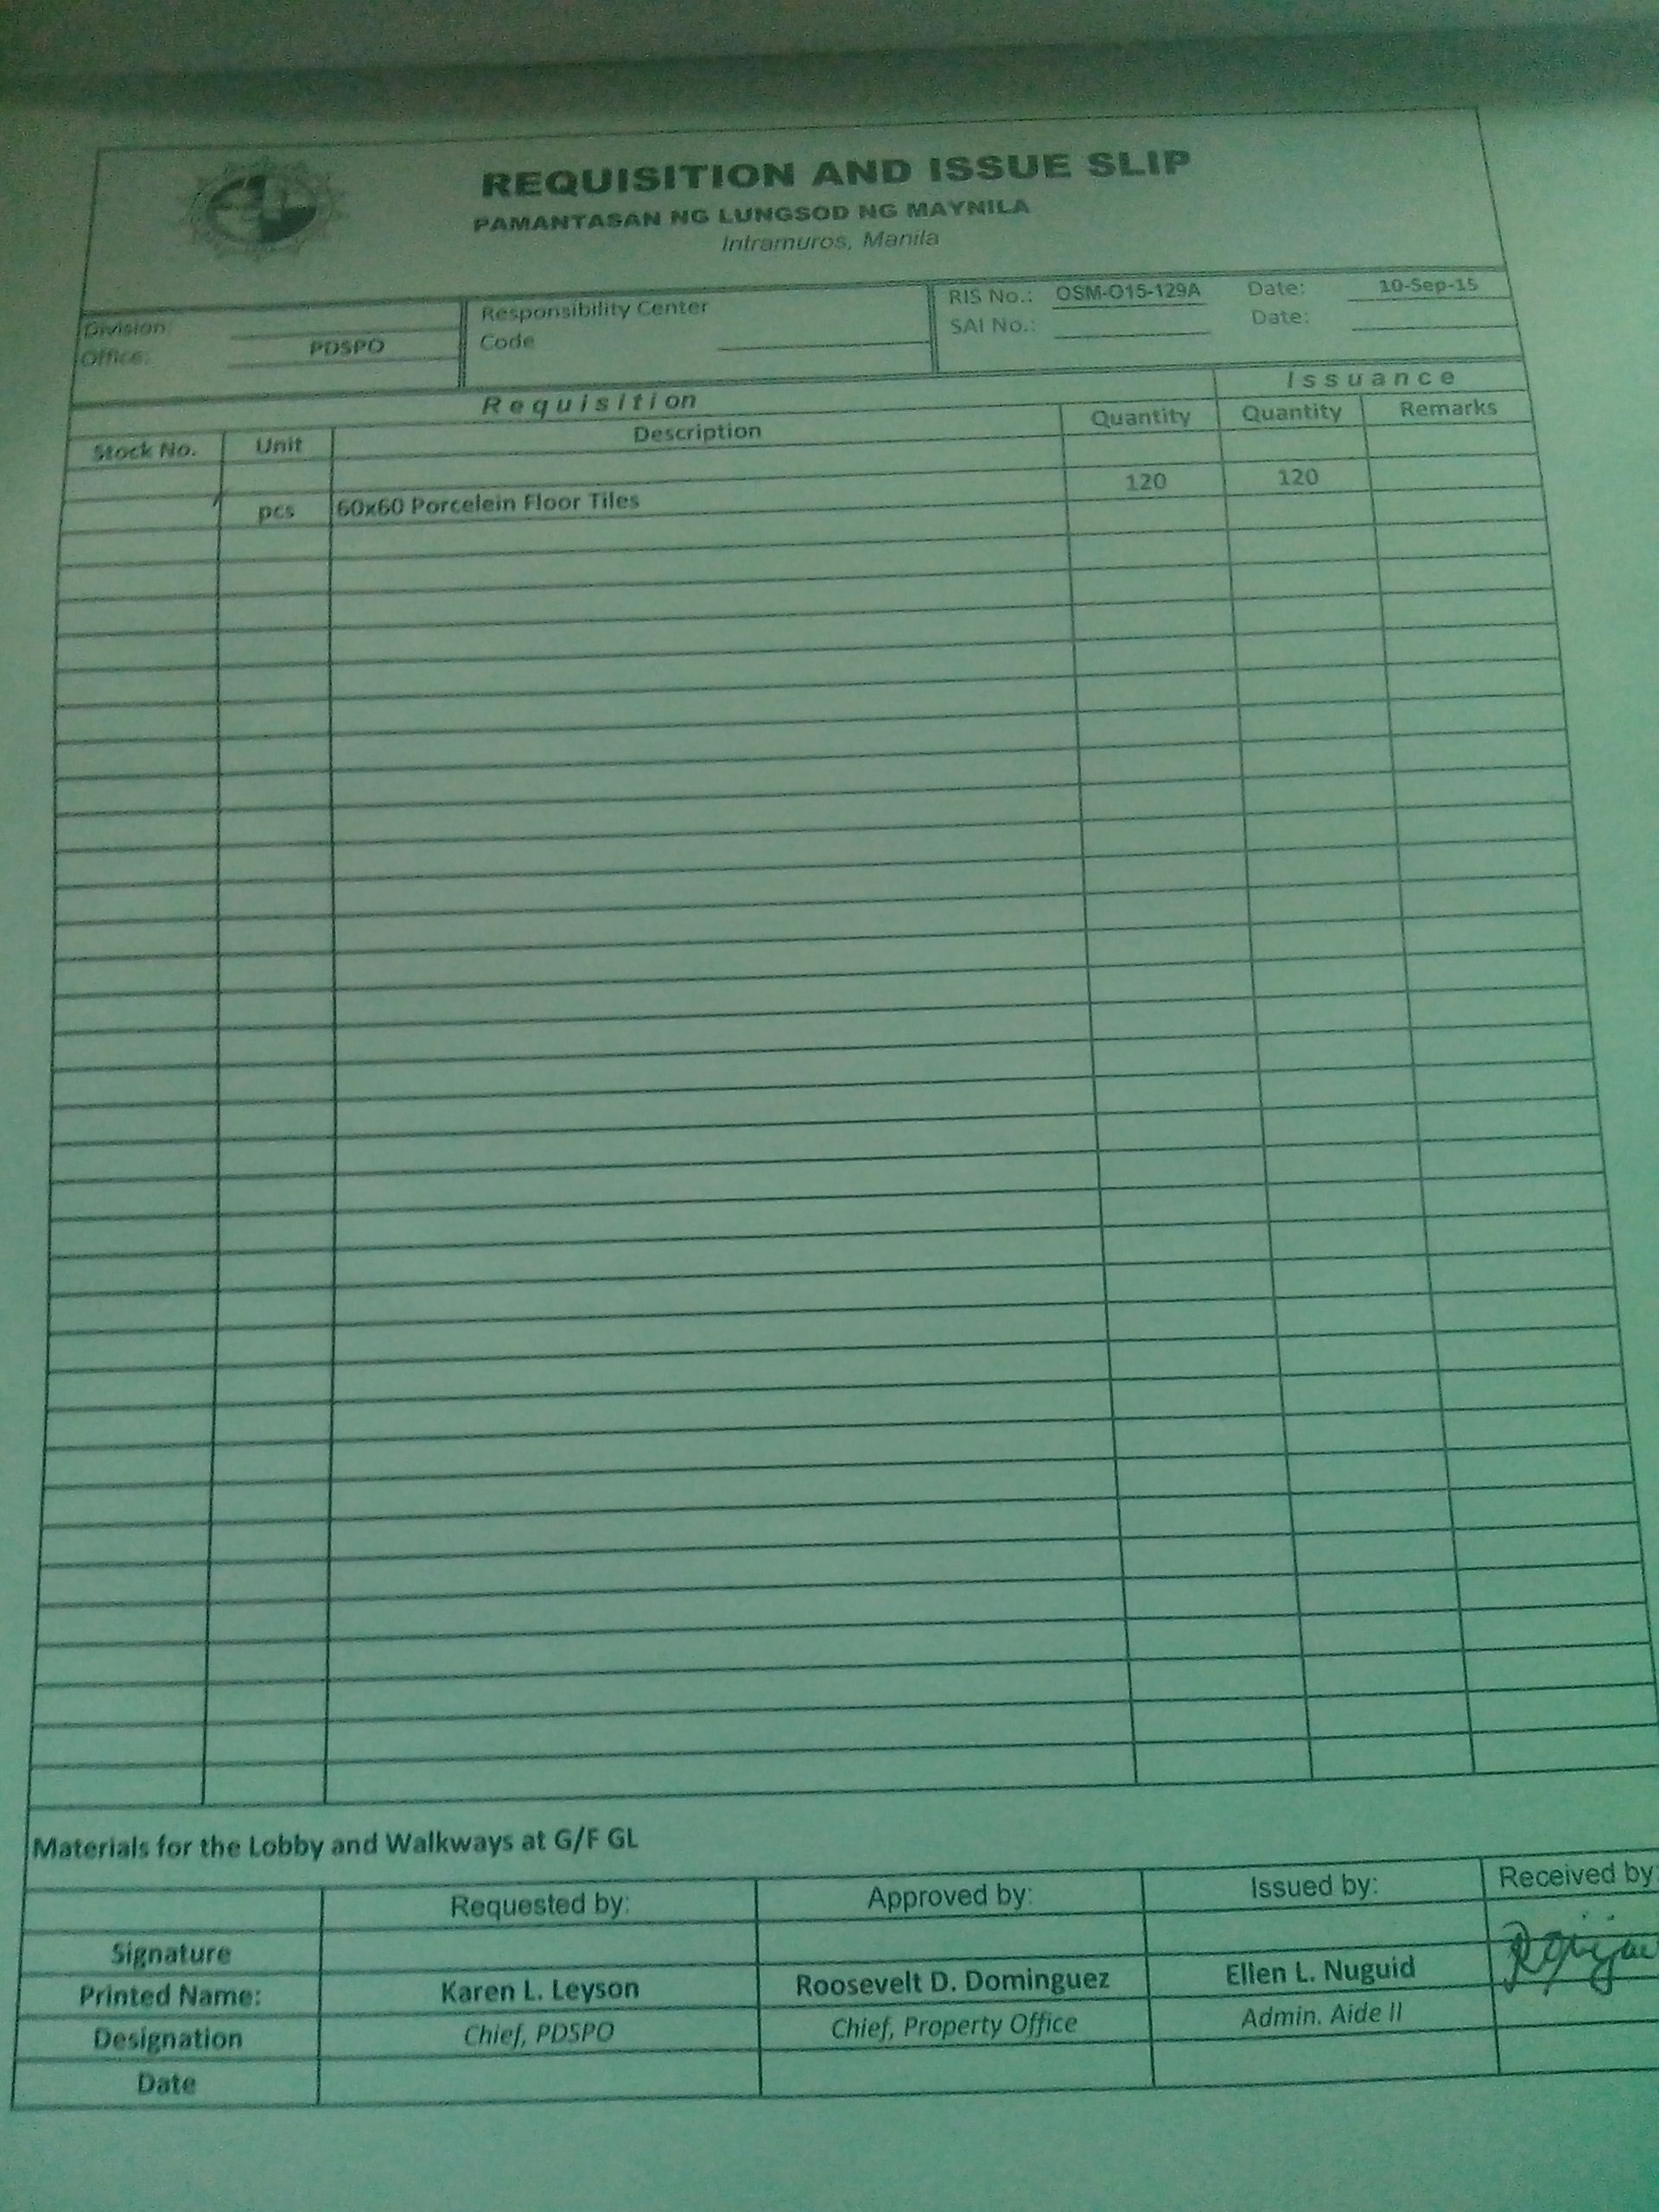 REQUISITION AND ISSUE SLIP
PAMANTASAN NG LUNGSOD NG MAYNILA
Intramuros, Manila
Division:
Office: PDSPO
Responsibility Center
Code
RIS No.: OSM-O15-129A Date: 10-Sep-15
SAI No.: Date:
Requisition Issuance
Stock No. Unit Description Quantity Quantity Remarks
pcs 60x60 Porcelein Floor Tiles 120 120
Materials for the Lobby and Walkways at G/F GL
Requested by: Approved by: Issued by: Received by:
Signature
Printed Name: Karen L. Leyson Roosevelt D. Dominguez Ellen L. Nuguid
Designation Chief, PDSPO Chief, Property Office Admin. Aide II
Date